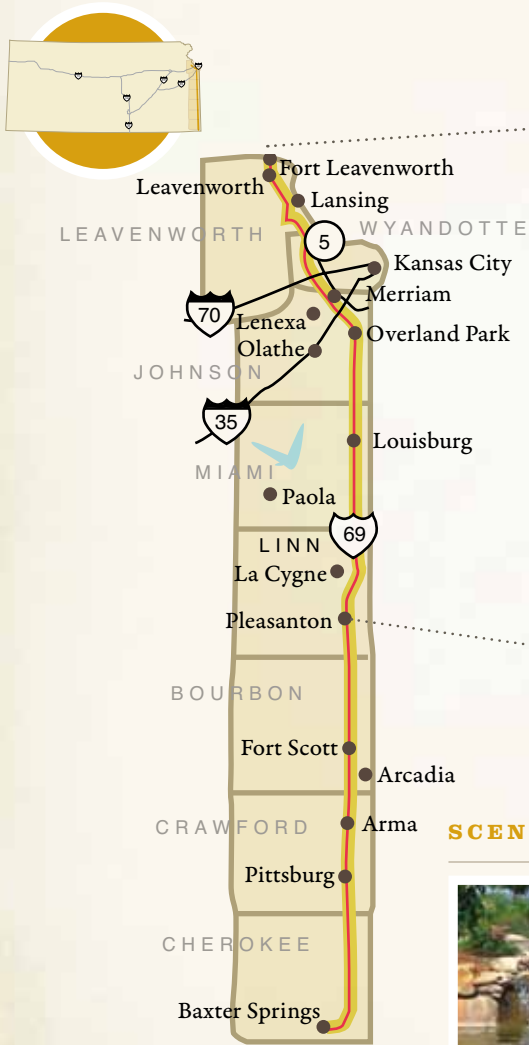 Fort Leavenworth
Leavenworth
Lansing
LEAVENWORTH
5
WYANDOTTE
Kansas City
Merriam
70
Lenexa
Overland Park
Olathe
JOHNSON
35
Louisburg
MIAMI
Paola
69
LINN
La Cygne
Pleasanton
BOURBON
Fort Scott
Arcadia
CRAWFORD
Arma
SCEN
Pittsburg
CHEROKEE
Baxter Springs